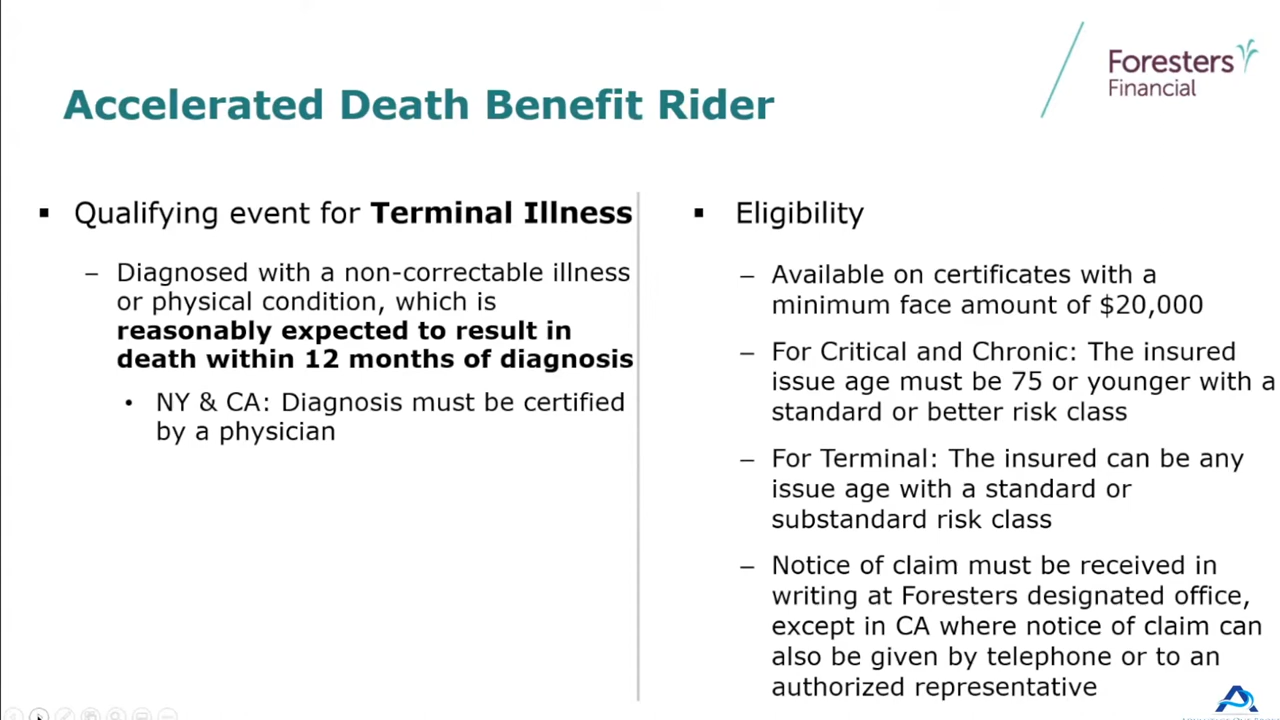 Foresters
Financial
Accelerated Death Benefit Rider
▪ Qualifying event for Terminal Illness
– Diagnosed with a non-correctable illness
or physical condition, which is
reasonably expected to result in
death within 12 months of diagnosis
• NY & CA: Diagnosis must be certified
by a physician
▪ Eligibility
– Available on certificates with a
minimum face amount of $20,000
– For Critical and Chronic: The insured
issue age must be 75 or younger with a
standard or better risk class
– For Terminal: The insured can be any
issue age with a standard or
substandard risk class
– Notice of claim must be received in
writing at Foresters designated office,
except in CA where notice of claim can
also be given by telephone or to an
authorized representative